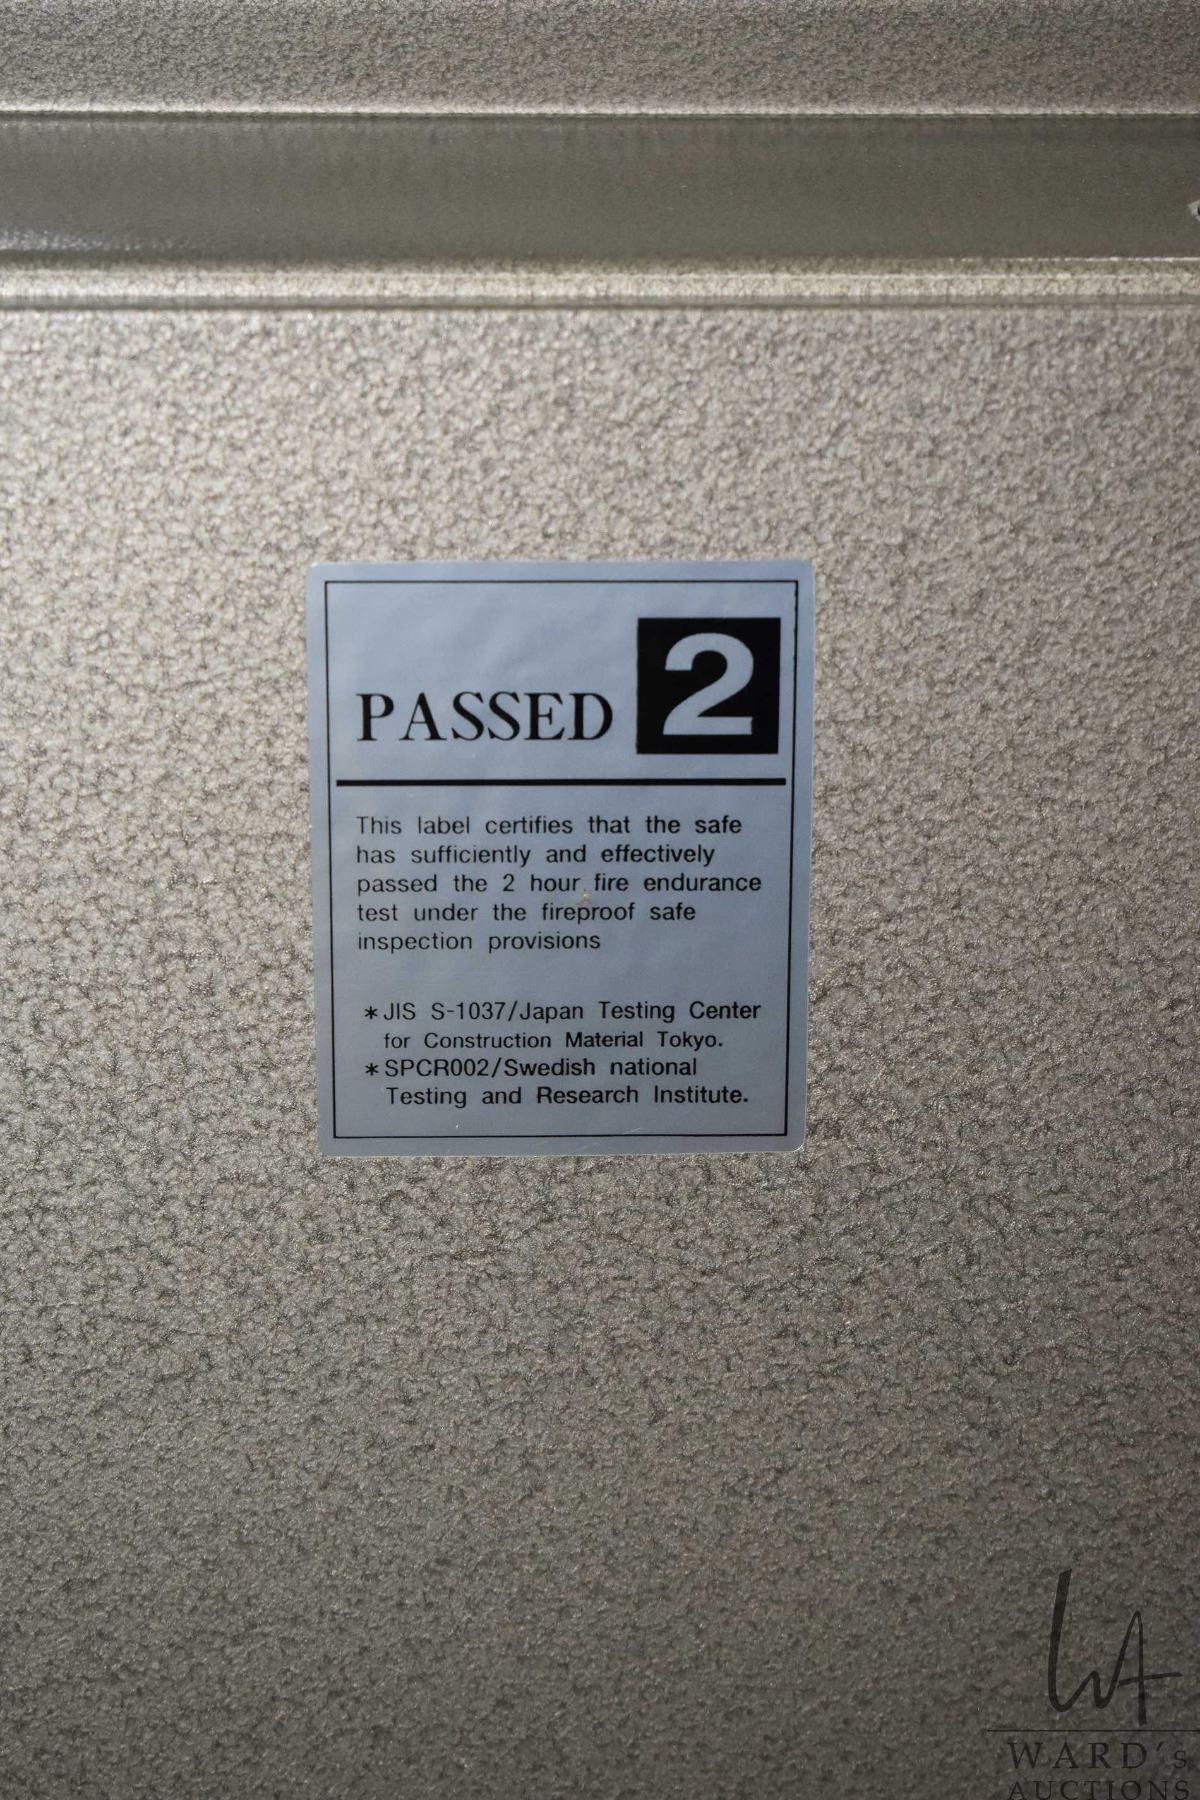 PASSED 2
This label certifies that the safe
has sufficiently and effectively
passed the 2 hour fire endurance
test under the fireproof safe
inspection provisions
*JIS S-1037/Japan Testing Center
for Construction Material Tokyo.
*SPCR002/Swedish national
Testing and Research Institute.
WA
WARD's
AUCTIONS